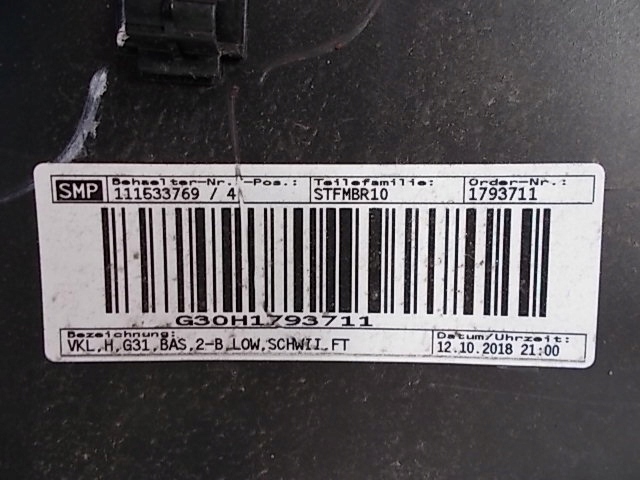 SMP Behaelter-Nr. -Pos.: Teilefamilie: Order-Nr.:
111533769 / 4 STFMBR10 1793711
G30H1793711
Bezeichnung: Datum/Uhrzeit:
VKL,H,G31,BAS,2-B,LOW,SCHWII,FT 12.10.2018 21:00